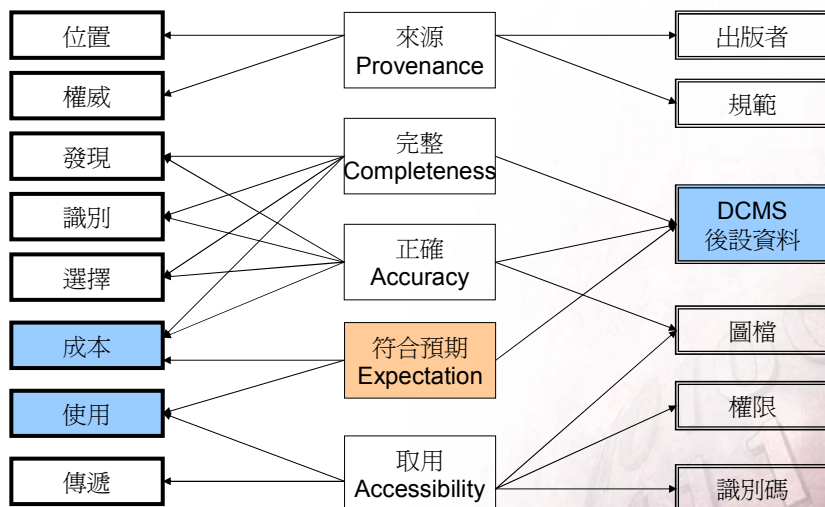 位置
權威
發現
識別
選擇
成本
使用
傳遞
來源
Provenance
完整
Completeness
正確
Accuracy
符合預期
Expectation
取用
Accessibility
出版者
規範
DCMS
後設資料
圖檔
權限
識別碼